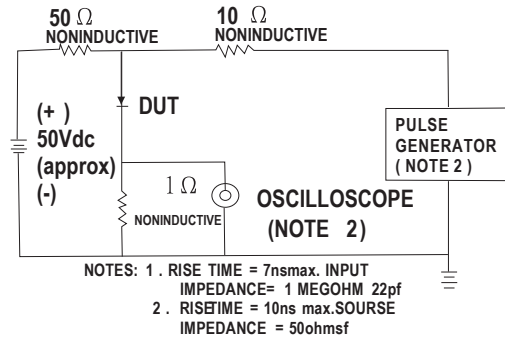 50 Ω
NONINDUCTIVE
10 Ω
NONINDUCTIVE
(+ )
50Vdc
(approx)
(-)
DUT
PULSE
GENERATOR
( NOTE 2 )
1 Ω
NONINDUCTIVE
OSCILLOSCOPE
(NOTE 2)
NOTES: 1 . RISE TIME = 7nsmax. INPUT
IMPEDANCE= 1 MEGOHM 22pf
2 . RISETIME = 10ns max.SOURSE
IMPEDANCE = 50ohmsf